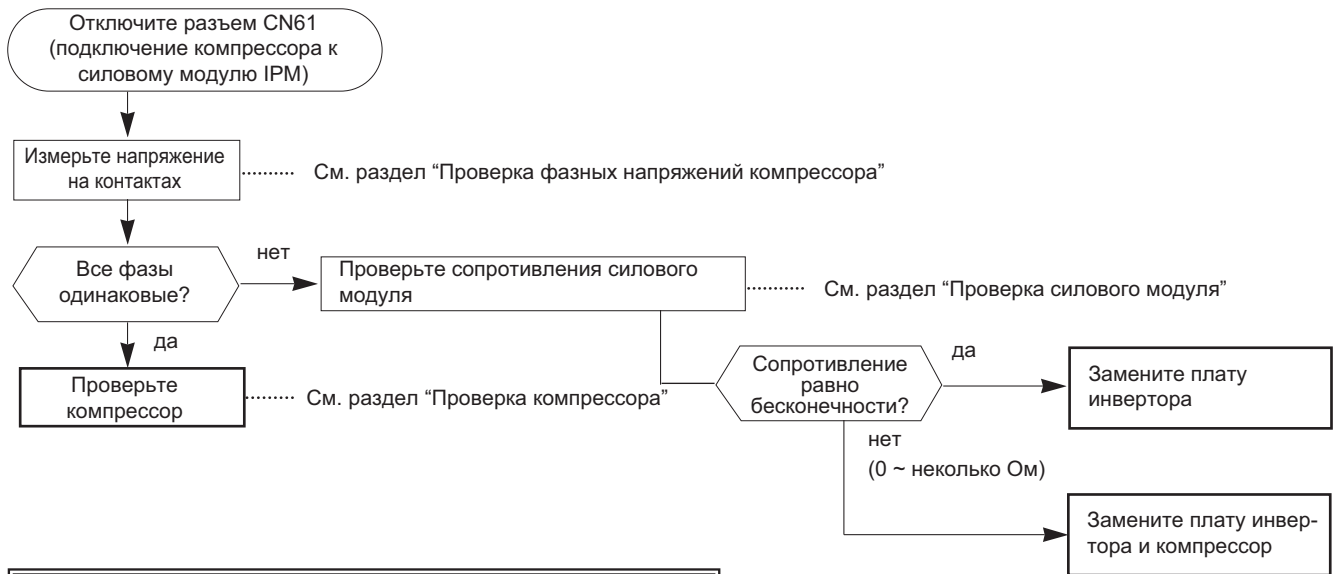 Отключите разъем CN61
(подключение компрессора к
силовому модулю IPM)
Измерьте напряжение
на контактах
См. раздел “Проверка фазных напряжений компрессора”
Все фазы
одинаковые?
нет
Проверьте сопротивления силового
модуля
См. раздел “Проверка силового модуля”
да
Проверьте
компрессор
См. раздел “Проверка компрессора”
Сопротивление
равно
бесконечности?
да
Замените плату
инвертора
нет
(0 ~ неколько Ом)
Замените плату инвер-
тора и компрессор